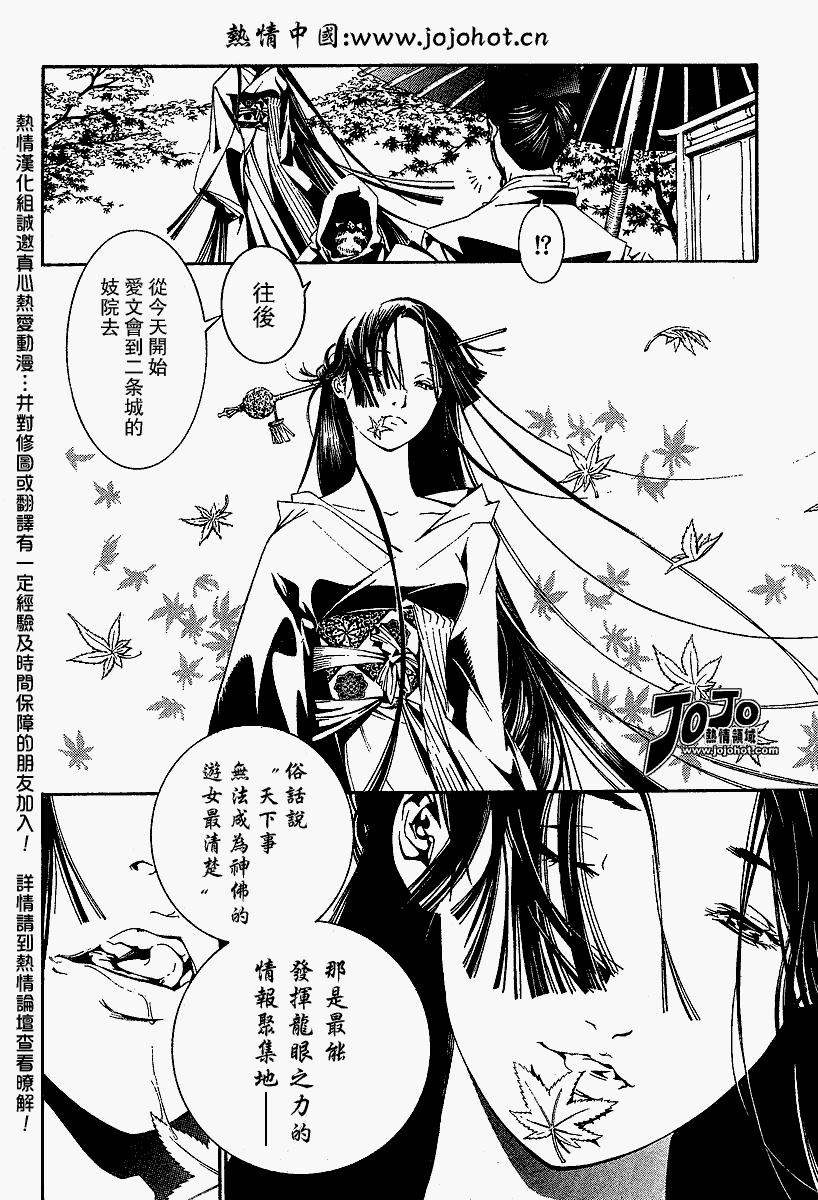 熱情中國:www.jojohot.cn
!?
往後
從今天開始
愛文會到二条城的
妓院去
俗話說
〝天下事
無法成為神佛的
遊女最清楚〞
那是最能
發揮龍眼之力的
情報聚集地——
JOJO
熱情領域
www.jojohot.com
熱情漢化組誠邀真心熱愛動漫…并對修圖或翻譯有一定經驗及時間保障的朋友加入！ 詳情請到熱情論壇查看暸解！